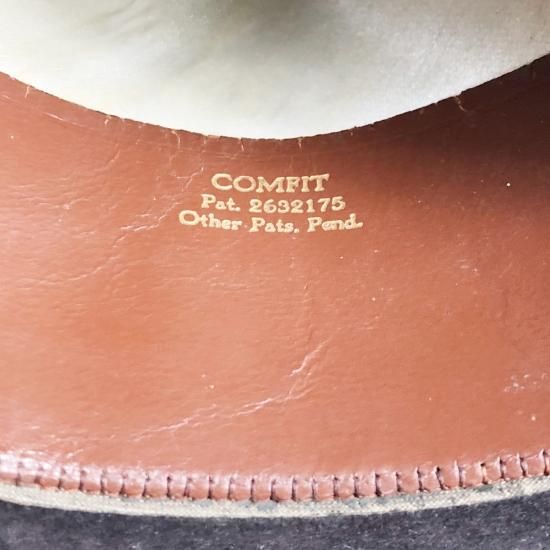 COMFIT
Pat. 2632175
Other Pats. Pend.